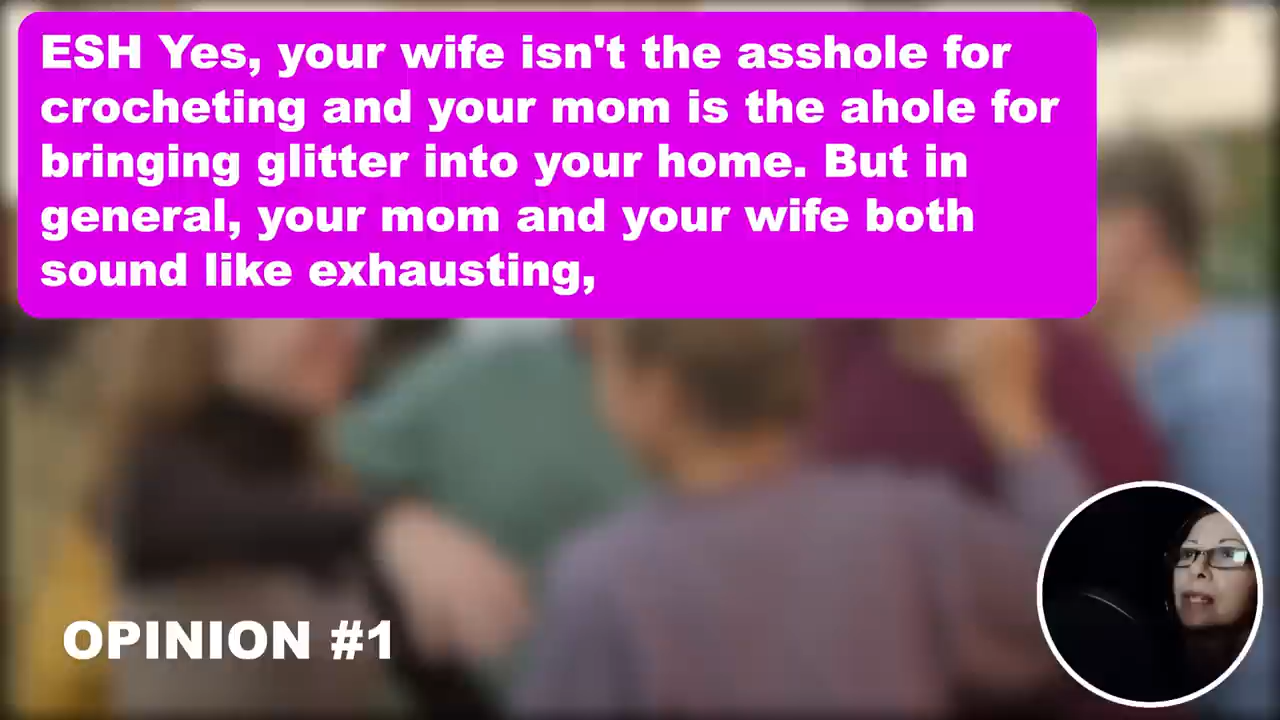 ESH Yes, your wife isn't the asshole for
crocheting and your mom is the ahole for
bringing glitter into your home. But in
general, your mom and your wife both
sound like exhausting,
OPINION #1